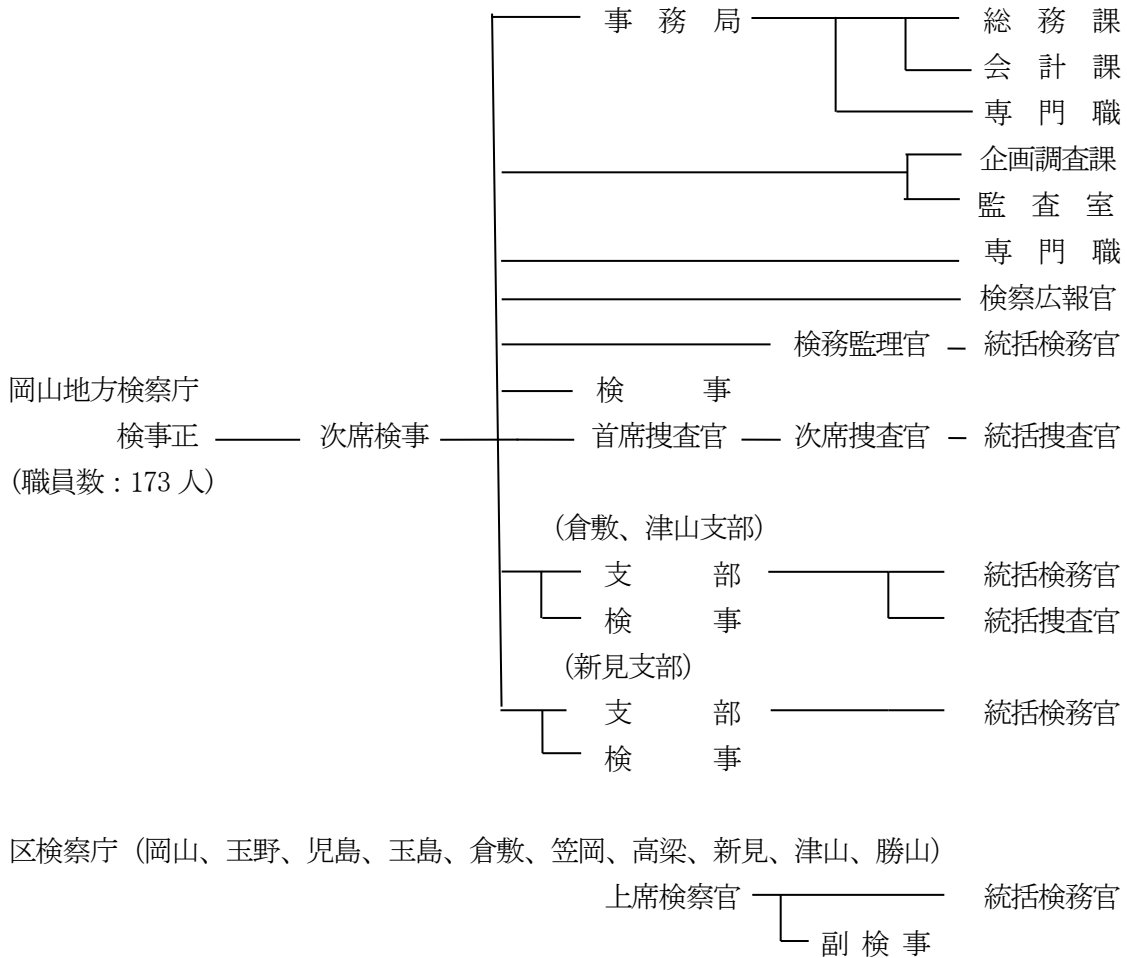 事務局 総務課
会計課
専門職
企画調査課
監査室
専門職
検察広報官
検務監理官 統括検務官
岡山地方検察庁 検事
検事正 次席検事 首席捜査官 次席捜査官 統括捜査官
(職員数：173人)
(倉敷、津山支部)
支部 統括検務官
検事 統括捜査官
(新見支部)
支部 統括検務官
検事
区検察庁（岡山、玉野、児島、玉島、倉敷、笠岡、高梁、新見、津山、勝山）
上席検察官 統括検務官
副検事